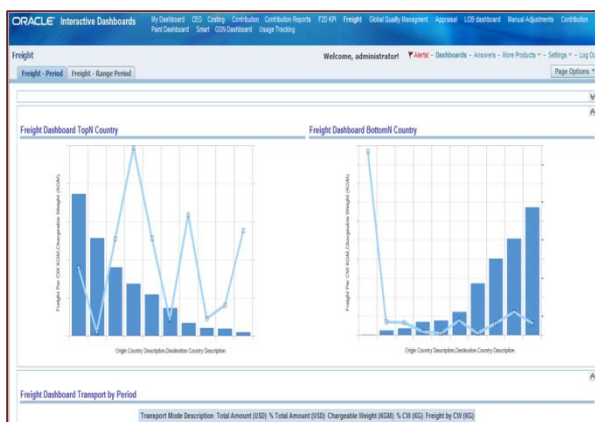 ORACLE Interactive Dashboards
My Dashboard CEO Costing Contribution Contribution Reports F2D KPI Freight Global Quality Managment Appraisal LOB dashboard Manual Adjustments Contribution
Paint Dashboard Smart GSN Dashboard Usage Tracking
Freight
Welcome, administrator! Alerts! - Dashboards - Answers - More Products - Settings - Log Ou
Freight - Period Freight - Range Period
Page Options
Freight Dashboard TopN Country
Freight Dashboard BottomN Country
Freight Per CW KGM,Chargeable Weight (KGM)
Freight Per CW KGM,Chargeable Weight (KGM)
Origin Country Description,Destination Country Description
Origin Country Description,Destination Country Description
Freight Dashboard Transport by Period
Transport Mode Description Total Amount (USD) % Total Amount (USD) Chargeable Weight (KGM) % CW (KG) Freight by CW (KG)